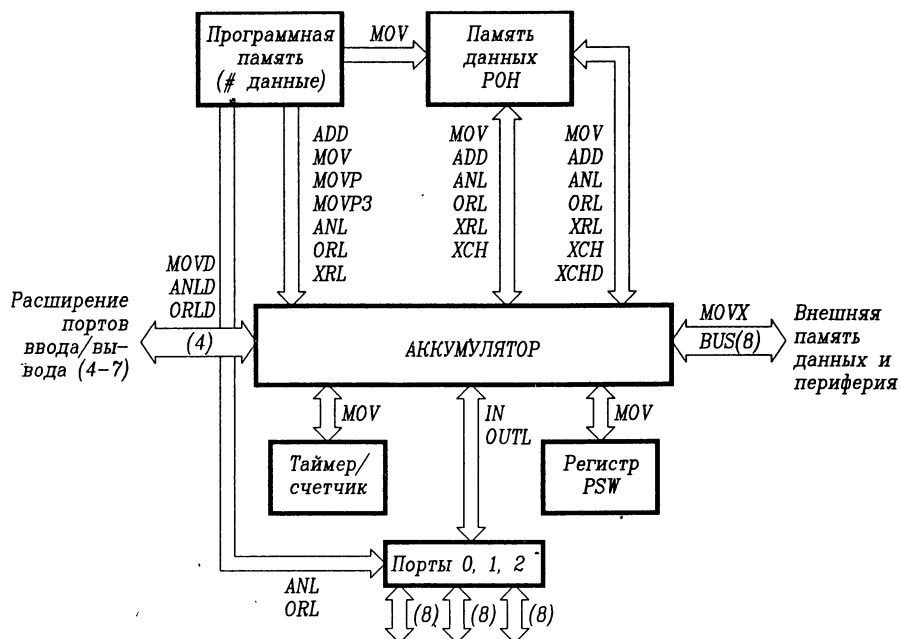 Программная
память
(# данные)
MOV
Память
данных
РОН
ADD
MOV
MOVP
MOVP3
ANL
ORL
XRL
MOV
ADD
ANL
ORL
XRL
XCH
MOV
ADD
ANL
ORL
XRL
XCH
XCHD
MOVD
ANLD
ORLD
Расширение
портов
ввода/вы-
вода (4-7)
(4)
АККУМУЛЯТОР
MOVX
BUS(8)
Внешняя
память
данных и
периферия
MOV
IN
OUTL
MOV
Таймер/
счетчик
Регистр
PSW
Порты 0, 1, 2
ANL
ORL
(8)
(8)
(8)